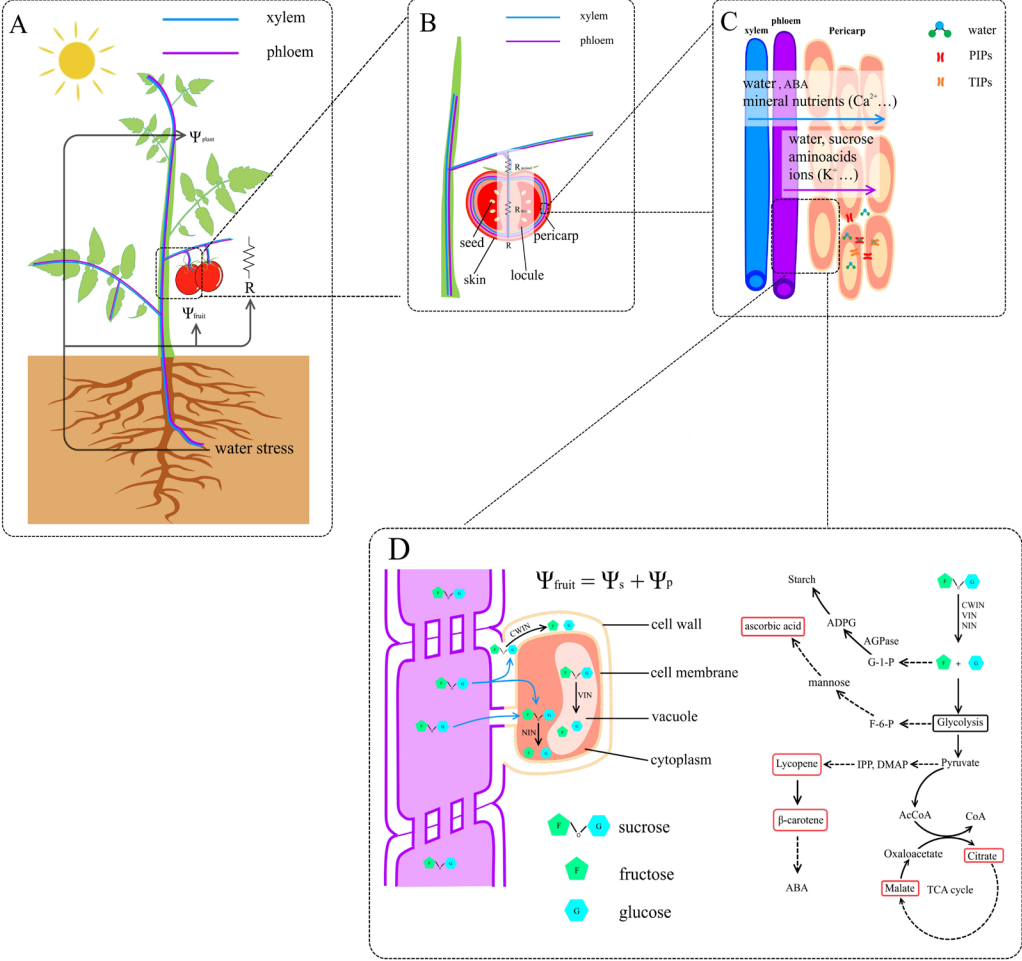 A
xylem
phloem
Ψplant
R
Ψfruit
water stress
B
xylem
phloem
R
R
seed
pericarp
R
skin
locule
C
xylem
phloem
Pericarp
water
PIPs
TIPs
water , ABA
mineral nutrients (Ca2+…)
water, sucrose
aminoacids
ions (K+…)
D
Ψfruit = Ψs + Ψp
F
O
G
CWIN
VIN
NIN
cell wall
cell membrane
vacuole
cytoplasm
F O G sucrose
F fructose
G glucose
Starch
F O G
CWIN
VIN
NIN
ascorbic acid
ADPG
AGPase
G-1-P
F + G
mannose
F-6-P
Glycolysis
Lycopene
IPP, DMAP
Pyruvate
β-carotene
AcCoA
CoA
Oxaloacetate
Citrate
ABA
Malate
TCA cycle